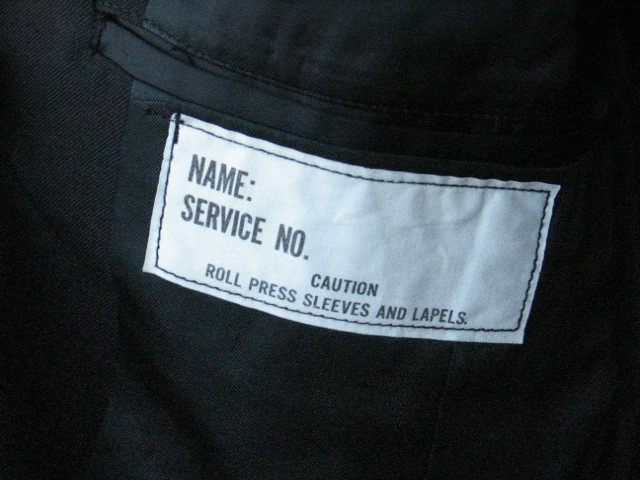 NAME:
SERVICE NO.
CAUTION
ROLL PRESS SLEEVES AND LAPELS.